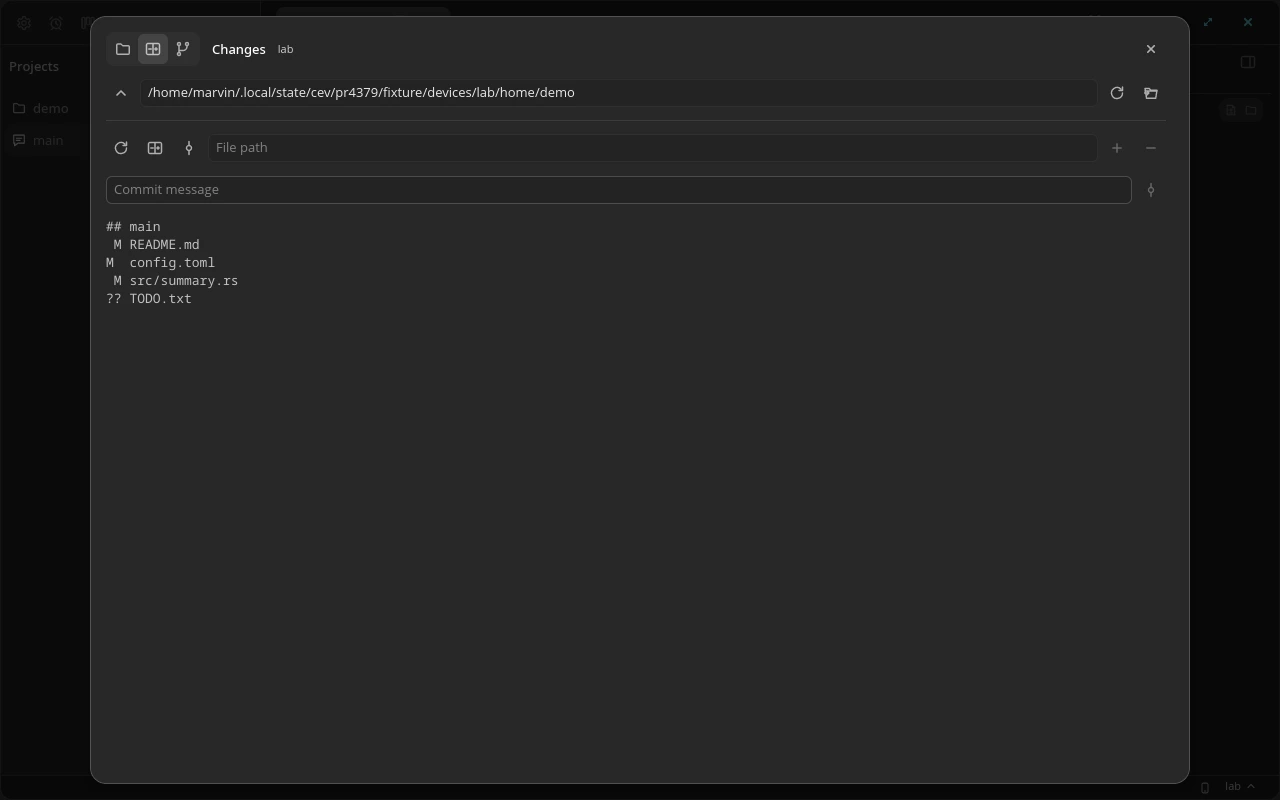 Changes lab
Projects
/home/marvin/.local/state/cev/pr4379/fixture/devices/lab/home/demo
demo
main
File path
Commit message
## main
 M README.md
M  config.toml
 M src/summary.rs
?? TODO.txt
lab